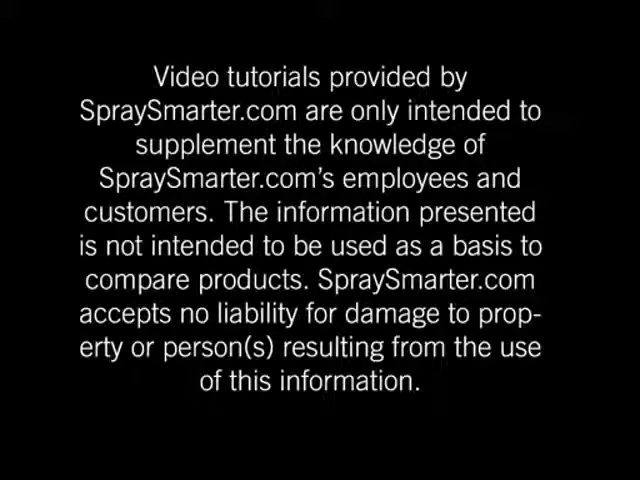 Video tutorials provided by
SpraySmarter.com are only intended to
supplement the knowledge of
SpraySmarter.com’s employees and
customers. The information presented
is not intended to be used as a basis to
compare products. SpraySmarter.com
accepts no liability for damage to prop-
erty or person(s) resulting from the use
of this information.